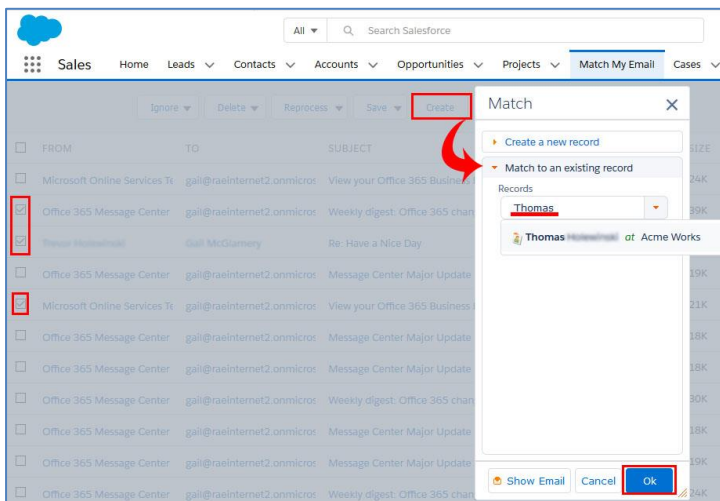 All Search Salesforce
Sales Home Leads Contacts Accounts Opportunities Projects Match My Email Cases
Ignore Delete Reprocess Save Create
Match
FROM TO SUBJECT SIZE
Create a new record
Match to an existing record
Records
Thomas
Thomas at Acme Works
Microsoft Online Services Te gail@raeinternet2.onmicros View your Office 365 Business 24K
Office 365 Message Center gail@raeinternet2.onmicros Weekly digest: Office 365 chan 39K
Gail McGlamery Re: Have a Nice Day
Office 365 Message Center gail@raeinternet2.onmicros Message Center Major Update 19K
Microsoft Online Services Te gail@raeinternet2.onmicros View your Office 365 Business 21K
Office 365 Message Center gail@raeinternet2.onmicros Message Center Major Update 18K
Office 365 Message Center gail@raeinternet2.onmicros Message Center Major Update 18K
Office 365 Message Center gail@raeinternet2.onmicros Weekly digest: Office 365 chan 30K
Office 365 Message Center gail@raeinternet2.onmicros Message Center Major Update 18K
Office 365 Message Center gail@raeinternet2.onmicros Message Center Major Update 19K
Office 365 Message Center gail@raeinternet2.onmicros Weekly digest: Office 365 chan 24K
Show Email Cancel Ok